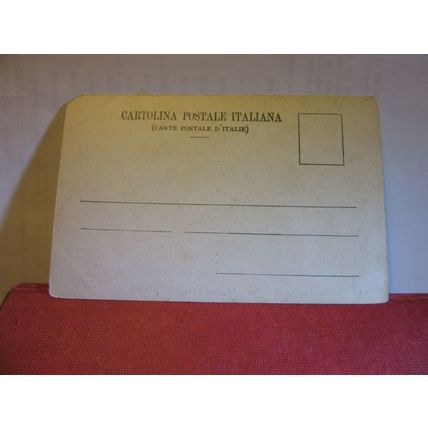 CARTOLINA POSTALE ITALIANA
(CARTE POSTALE D'ITALIE)